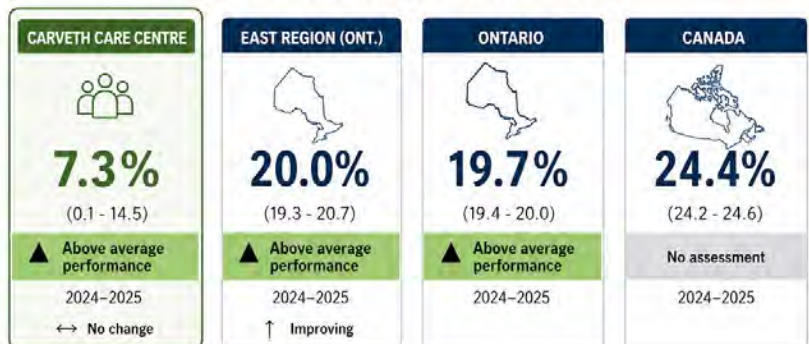 CARVETH CARE CENTRE
7.3%
(0.1 - 14.5)
▲ Above average
performance
2024–2025
↔ No change
EAST REGION (ONT.)
20.0%
(19.3 - 20.7)
▲ Above average
performance
2024–2025
↑ Improving
ONTARIO
19.7%
(19.4 - 20.0)
▲ Above average
performance
2024–2025
CANADA
24.4%
(24.2 - 24.6)
No assessment
2024–2025